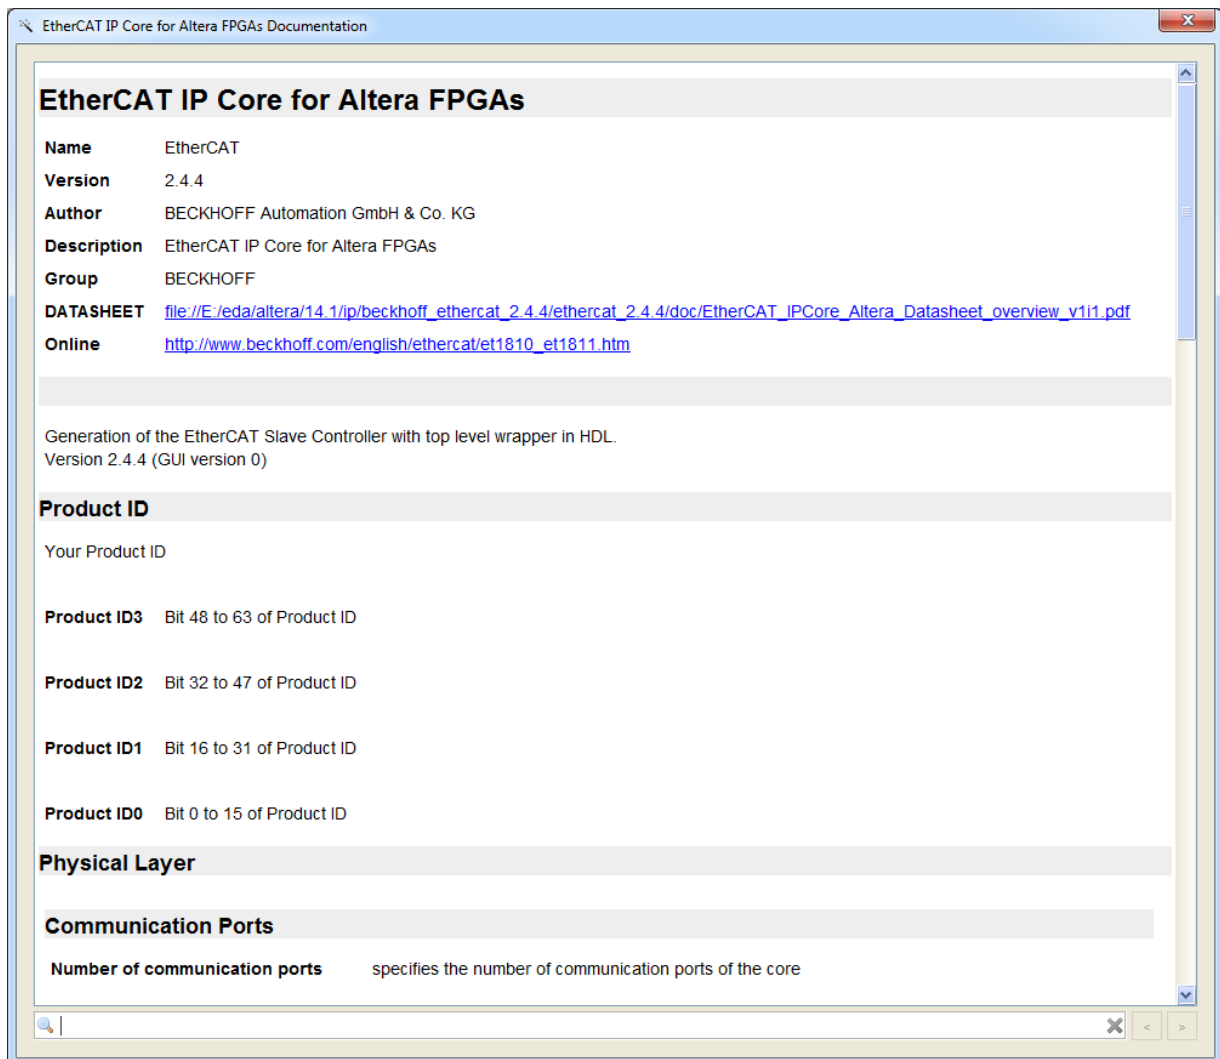 EtherCAT IP Core for Altera FPGAs Documentation
EtherCAT IP Core for Altera FPGAs
Name EtherCAT
Version 2.4.4
Author BECKHOFF Automation GmbH & Co. KG
Description EtherCAT IP Core for Altera FPGAs
Group BECKHOFF
DATASHEET file://E:/eda/altera/14.1/ip/beckhoff_ethercat_2.4.4/ethercat_2.4.4/doc/EtherCAT_IPCore_Altera_Datasheet_overview_v1i1.pdf
Online http://www.beckhoff.com/english/ethercat/et1810_et1811.htm
Generation of the EtherCAT Slave Controller with top level wrapper in HDL.
Version 2.4.4 (GUI version 0)
Product ID
Your Product ID
Product ID3 Bit 48 to 63 of Product ID
Product ID2 Bit 32 to 47 of Product ID
Product ID1 Bit 16 to 31 of Product ID
Product ID0 Bit 0 to 15 of Product ID
Physical Layer
Communication Ports
Number of communication ports specifies the number of communication ports of the core
< >